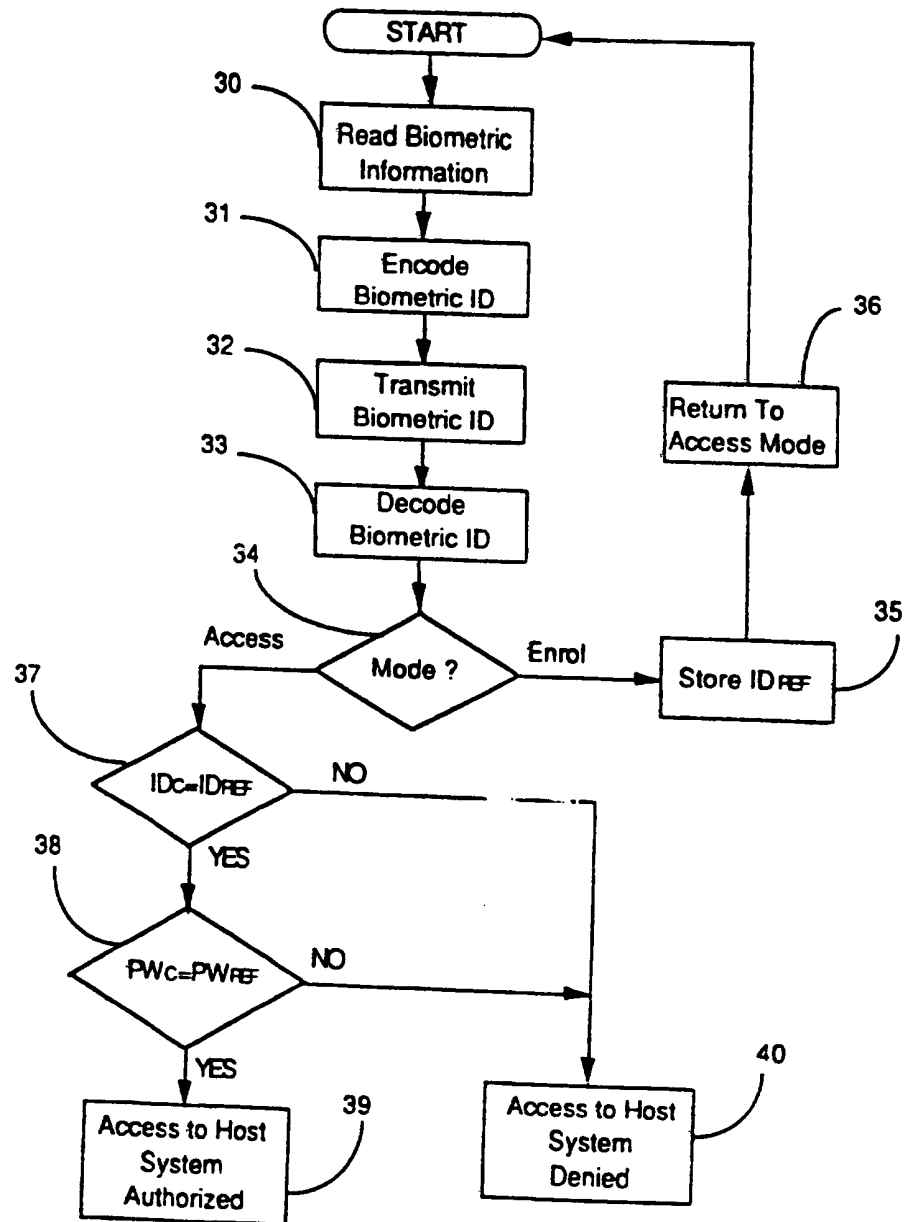 START
30
Read Biometric
Information
31
Encode
Biometric ID
32
Transmit
Biometric ID
36
Return To
Access Mode
33
Decode
Biometric ID
34
Access
Mode ?
Enrol
35
Store IDREF
37
IDC=IDREF
NO
YES
38
PWC=PWREF
NO
YES
39
Access to Host
System
Authorized
40
Access to Host
System
Denied